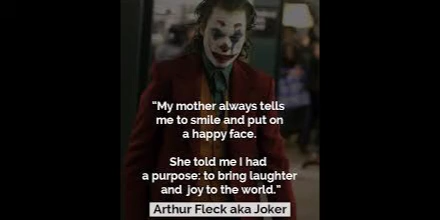 "My mother always tells
me to smile and put on
a happy face.
She told me I had
a purpose: to bring laughter
and joy to the world."
Arthur Fleck aka Joker